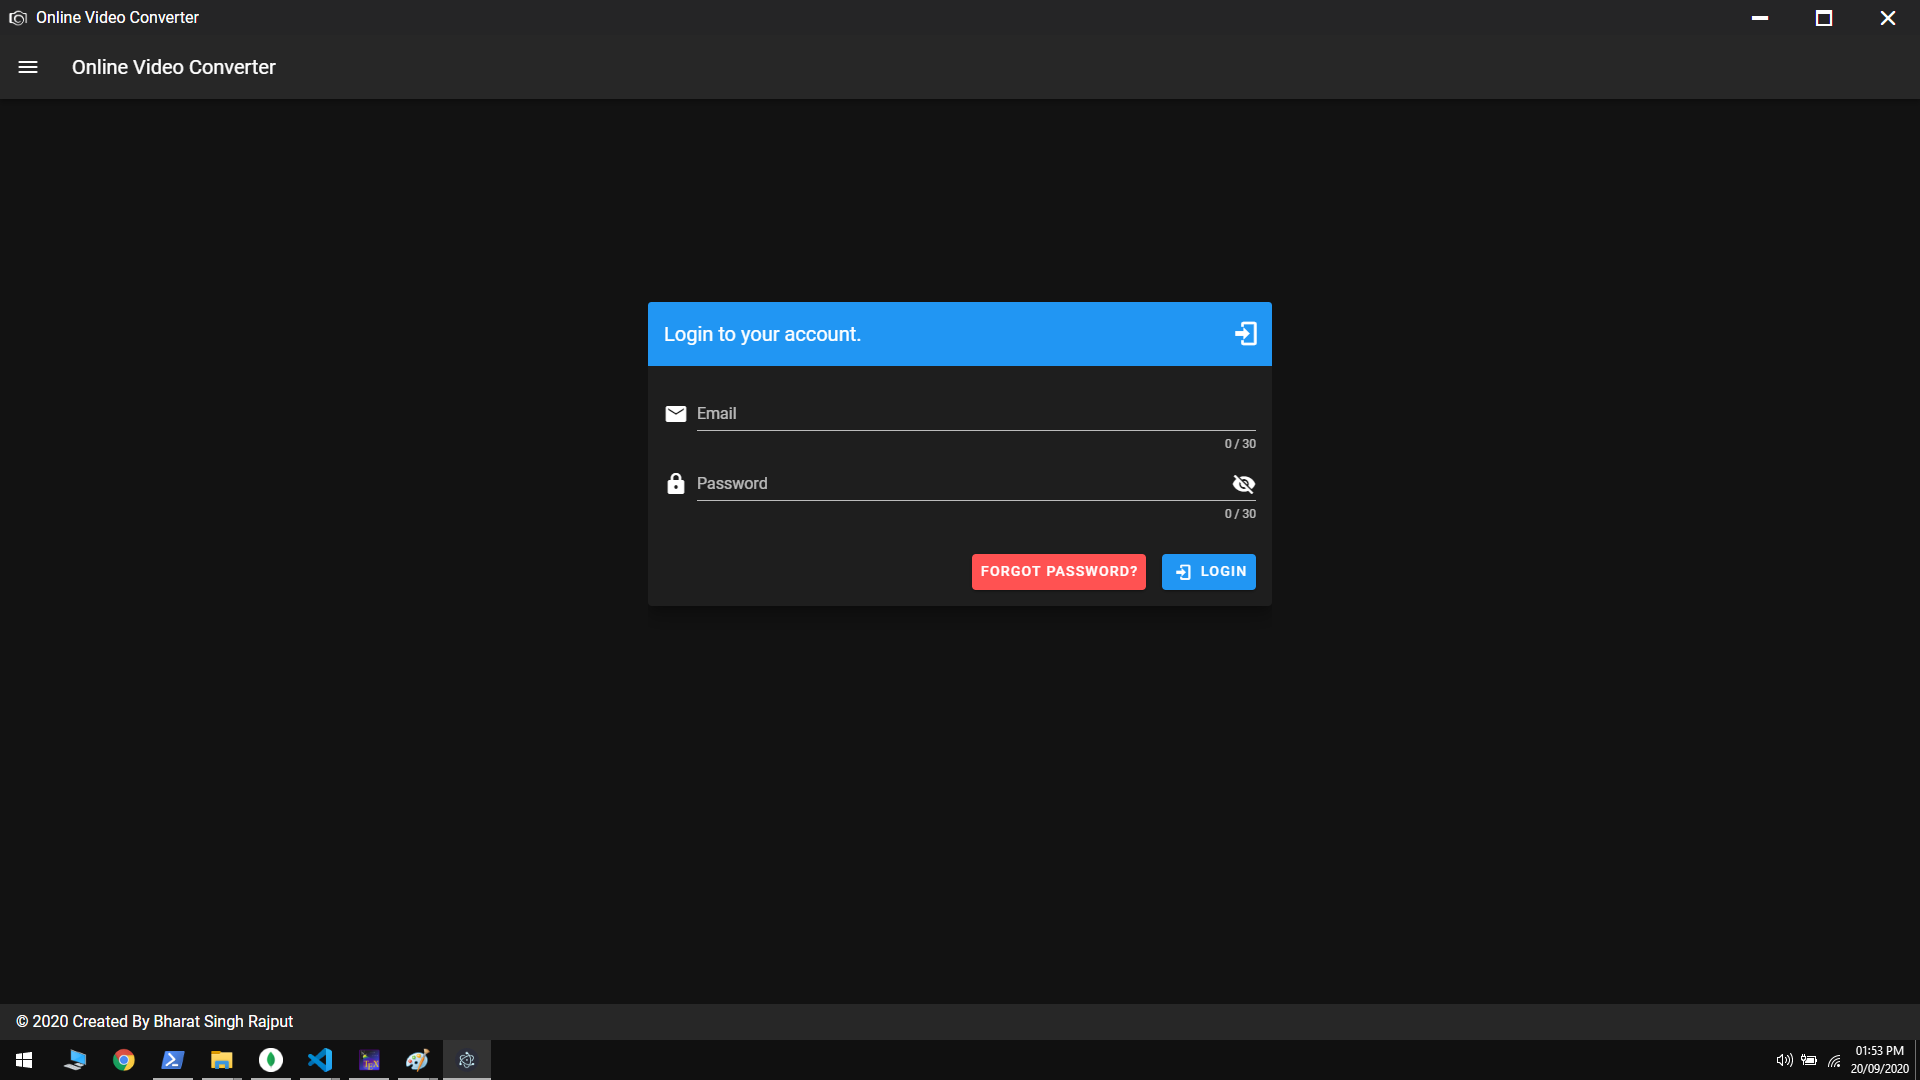 Online Video Converter
Online Video Converter
Login to your account.
Email
0 / 30
Password
0 / 30
FORGOT PASSWORD?
LOGIN
© 2020 Created By Bharat Singh Rajput
TEX
01:53 PM
20/09/2020